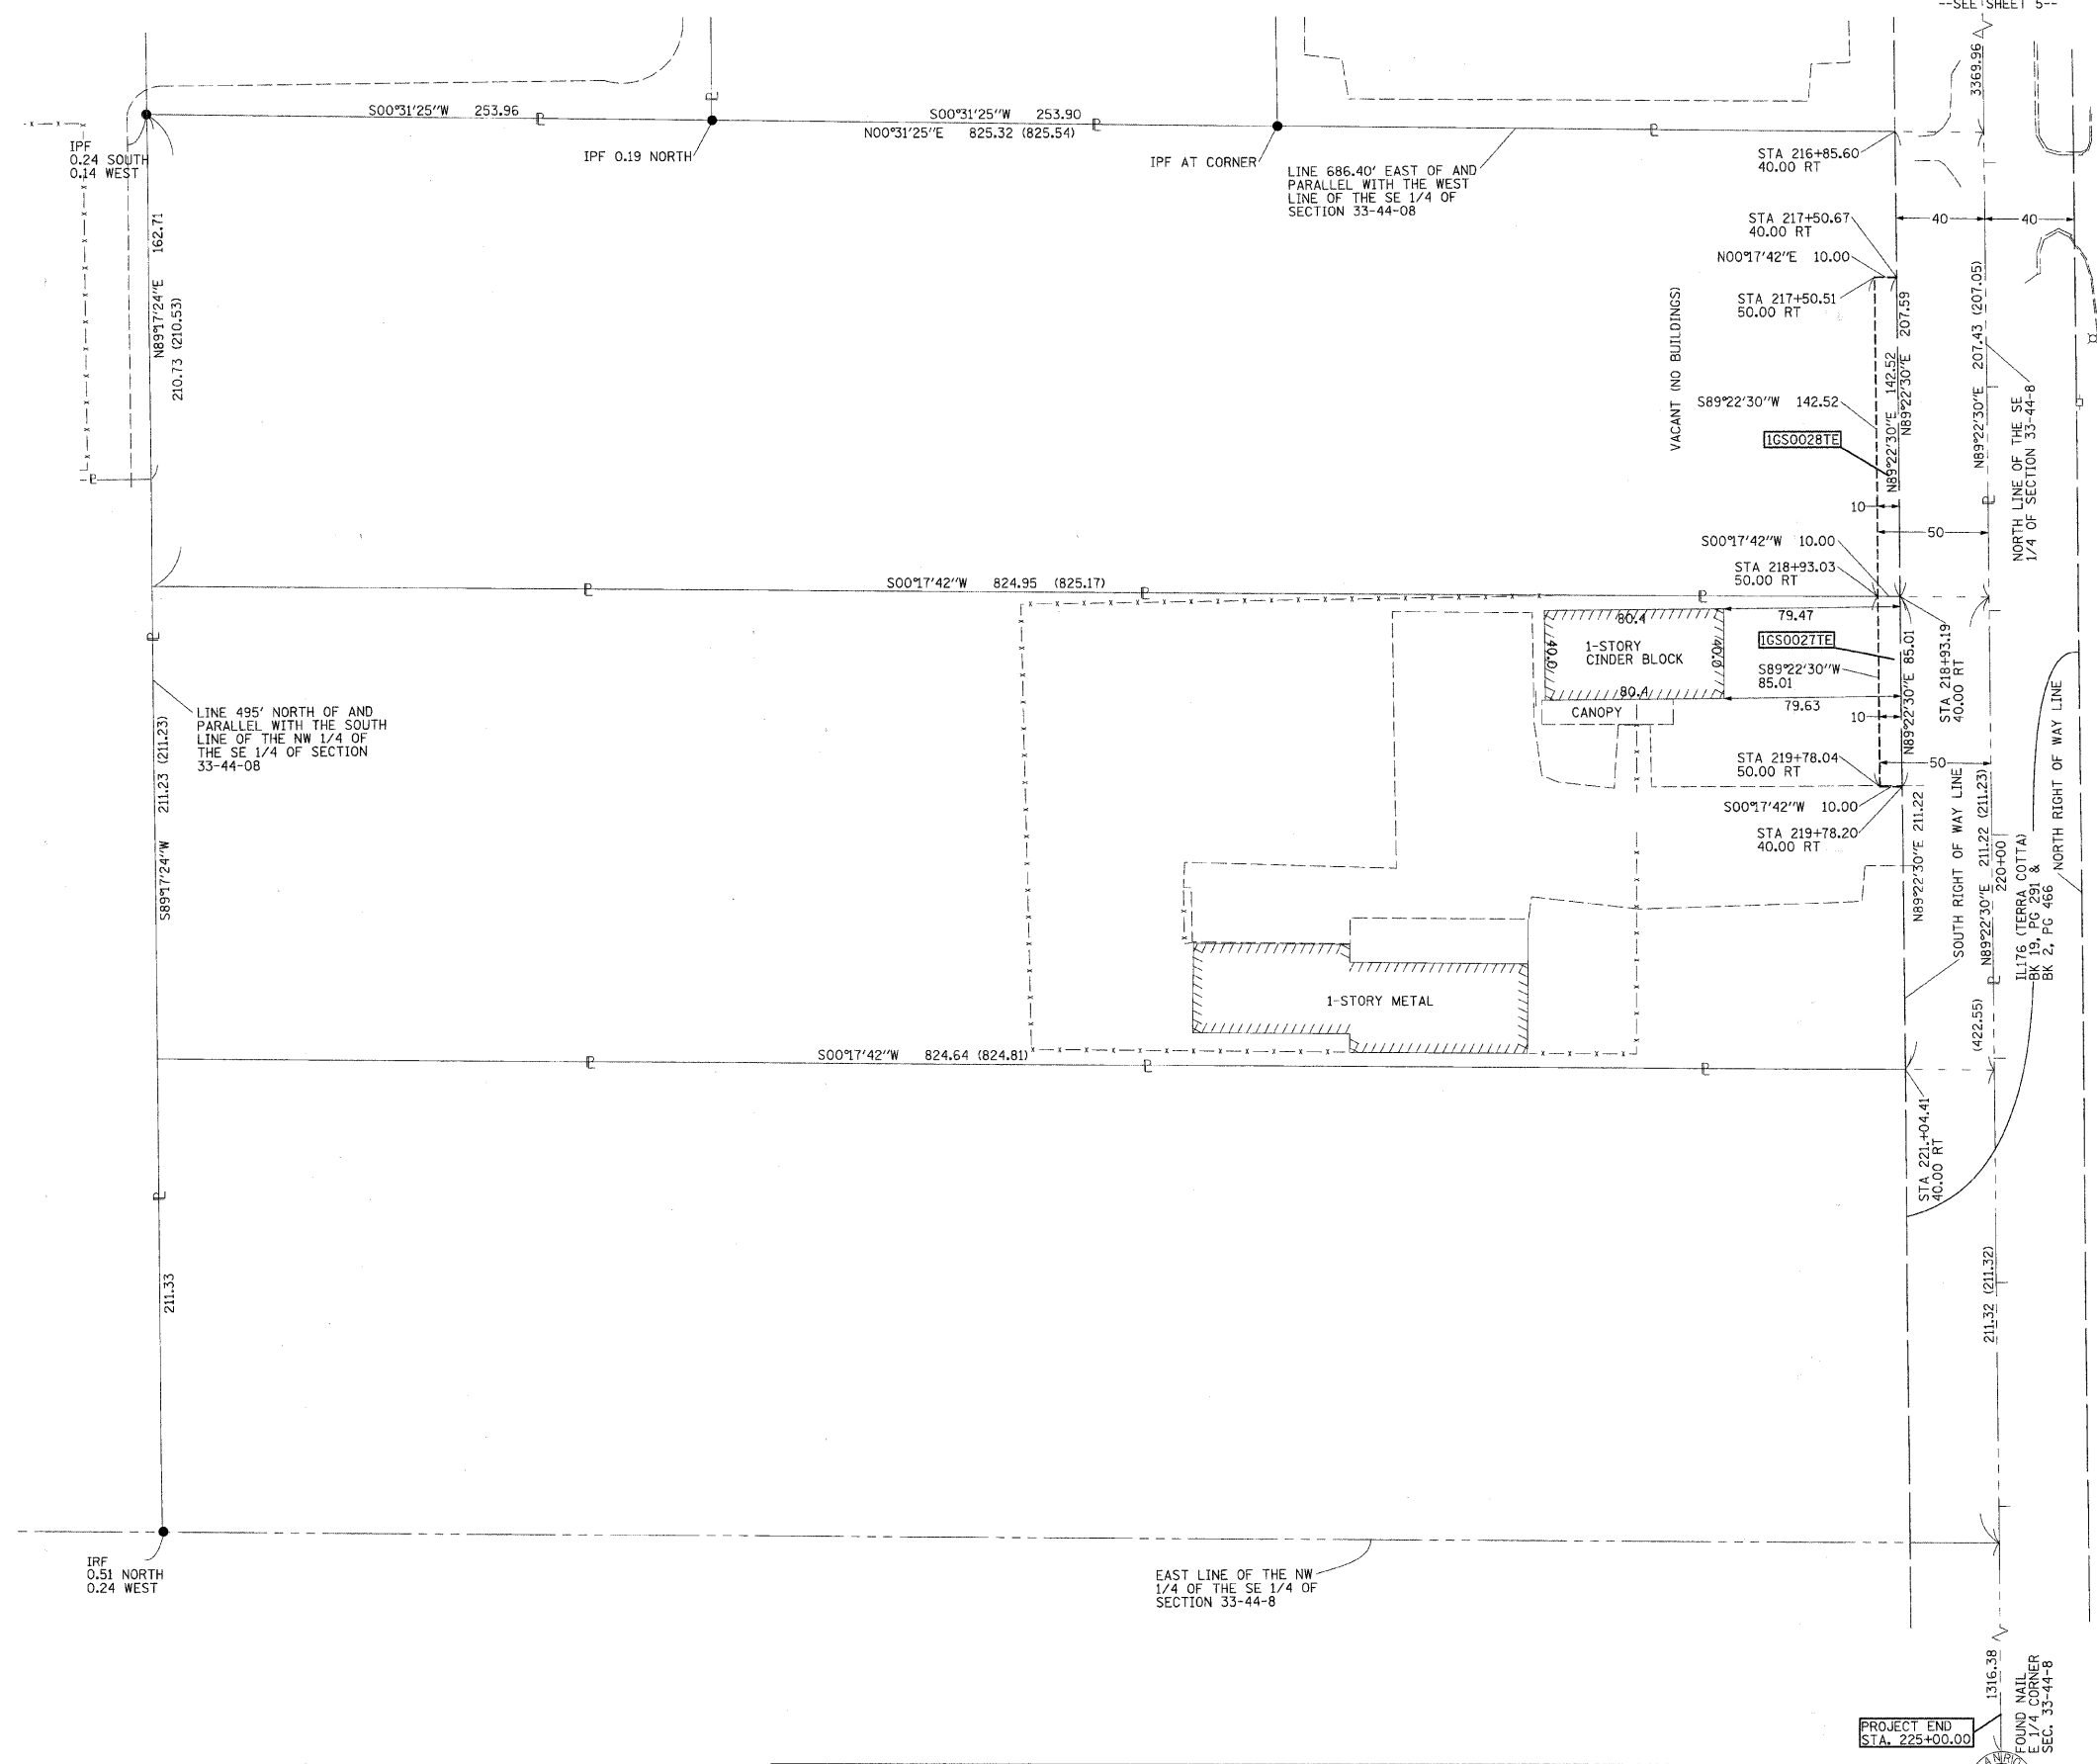 --SEE SHEET 5--
3369.96
S00°31'25"W 253.96
S00°31'25"W 253.90
N00°31'25"E 825.32 (825.54)
IPF
0.24 SOUTH
0.14 WEST
IPF 0.19 NORTH
IPF AT CORNER
LINE 686.40' EAST OF AND
PARALLEL WITH THE WEST
LINE OF THE SE 1/4 OF
SECTION 33-44-08
STA 216+85.60
40.00 RT
STA 217+50.67
40.00 RT
40
40
N00°17'42"E 10.00
STA 217+50.51
50.00 RT
N89°17'24"E 162.71
210.73 (210.53)
VACANT (NO BUILDINGS)
N89°22'30"E 142.52
N89°22'30"E 207.59
N89°22'30"E 207.43 (207.05)
NORTH LINE OF THE SE
1/4 OF SECTION 33-44-8
S89°22'30"W 142.52
1GS0028TE
10
50
S00°17'42"W 10.00
STA 218+93.03
50.00 RT
S00°17'42"W 824.95 (825.17)
80.4
40.0
40.0
1-STORY
CINDER BLOCK
80.4
CANOPY
79.47
1GS0027TE
S89°22'30"W
85.01
79.63
10
N89°22'30"E 85.01
STA 218+93.19
40.00 RT
50
STA 219+78.04
50.00 RT
S00°17'42"W 10.00
STA 219+78.20
40.00 RT
LINE 495' NORTH OF AND
PARALLEL WITH THE SOUTH
LINE OF THE NW 1/4 OF
THE SE 1/4 OF SECTION
33-44-08
S89°17'24"W 211.23 (211.23)
N89°22'30"E 211.22
SOUTH RIGHT OF WAY LINE
N89°22'30"E 211.22 (211.23)
220+00
IL176 (TERRA COTTA)
BK 19, PG 291 &
BK 2, PG 466
NORTH RIGHT OF WAY LINE
1-STORY METAL
(422.55)
S00°17'42"W 824.64 (824.81)
STA 221.+04.41
40.00 RT
211.33
211.32 (211.32)
IRF
0.51 NORTH
0.24 WEST
EAST LINE OF THE NW
1/4 OF THE SE 1/4 OF
SECTION 33-44-8
1316.38
FOUND NAIL
E 1/4 CORNER
SEC. 33-44-8
PROJECT END
STA. 225+00.00